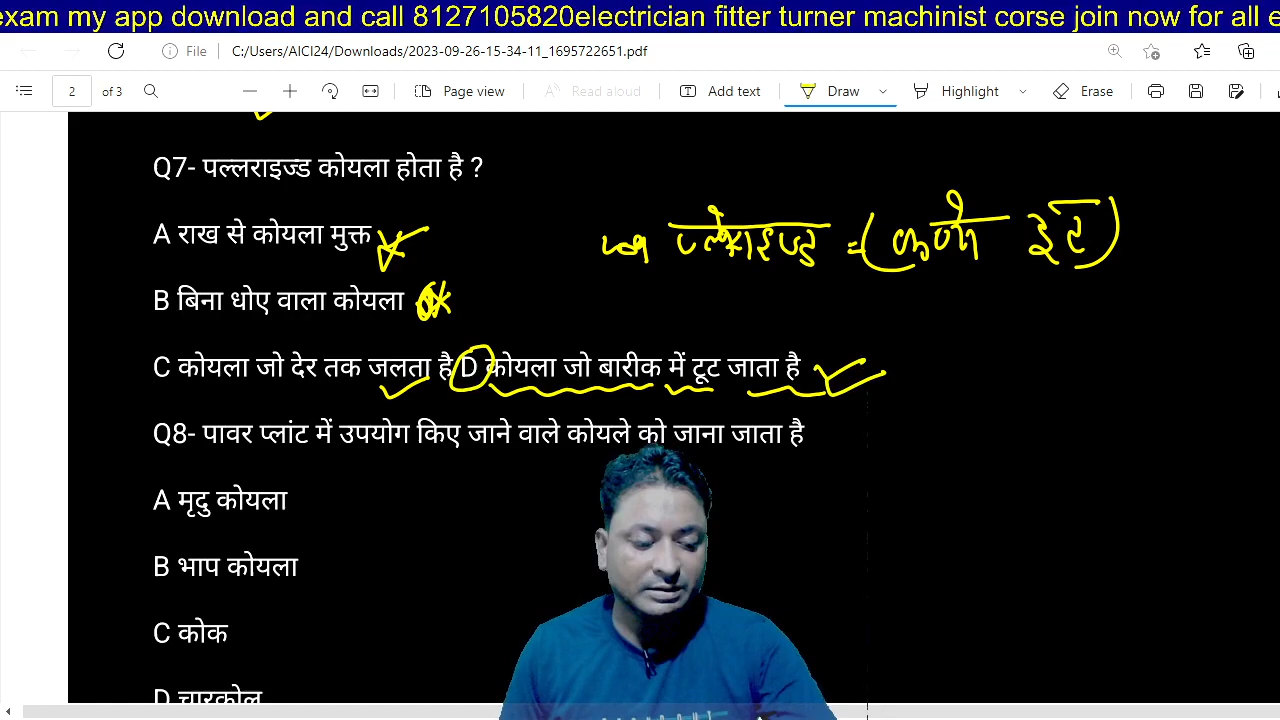 exam my app download and call 8127105820electrician fitter turner machinist corse join now for all e
File C:/Users/AICI24/Downloads/2023-09-26-15-34-11_1695722651.pdf
2 of 3 Page view Read aloud Add text Draw Highlight Erase
Q7- पल्लराइज्ड कोयला होता है ?
A राख से कोयला मुक्त
B बिना धोए वाला कोयला
C कोयला जो देर तक जलता है D कोयला जो बारीक में टूट जाता है
Q8- पावर प्लांट में उपयोग किए जाने वाले कोयले को जाना जाता है
A मृदु कोयला
B भाप कोयला
C कोक
D चारकोल